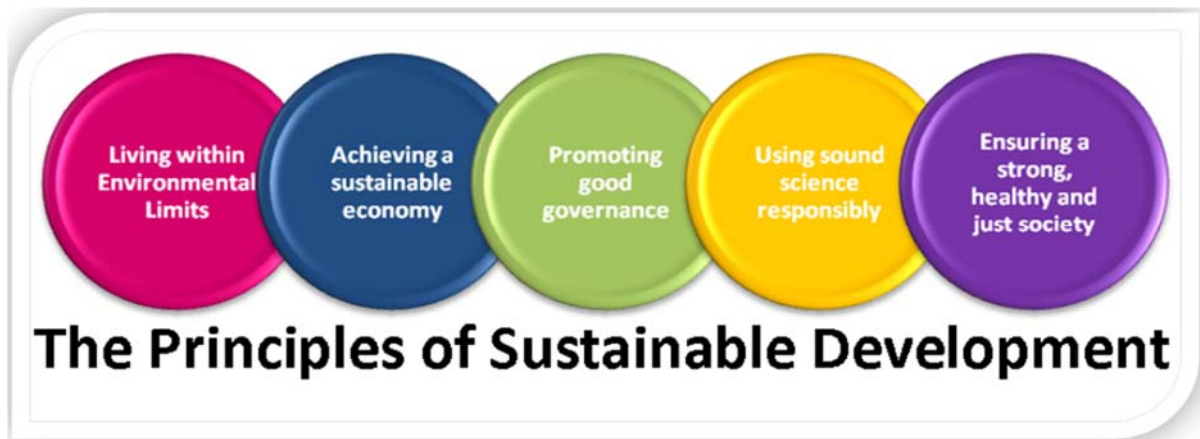 Living within
Environmental
Limits
Achieving a
sustainable
economy
Promoting
good
governance
Using sound
science
responsibly
Ensuring a
strong,
healthy and
just society
The Principles of Sustainable Development